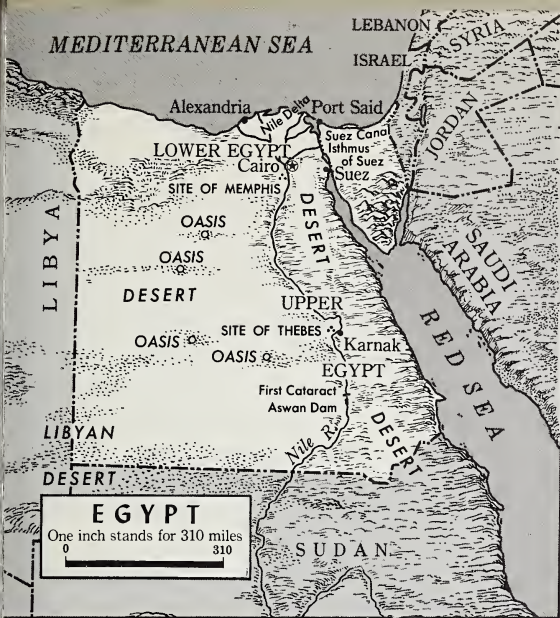 LEBANON
SYRIA
MEDITERRANEAN SEA
ISRAEL
Alexandria
Nile Delta
Port Said
JORDAN
Suez Canal
Isthmus
of Suez
LOWER EGYPT
Cairo
Suez
SITE OF MEMPHIS
OASIS
DESERT
LIBYA
OASIS
SAUDI
ARABIA
DESERT
UPPER
RED SEA
SITE OF THEBES
OASIS
Karnak
OASIS
EGYPT
First Cataract
Aswan Dam
DESERT
LIBYAN
Nile R.
DESERT
EGYPT
One inch stands for 310 miles
0 310
SUDAN